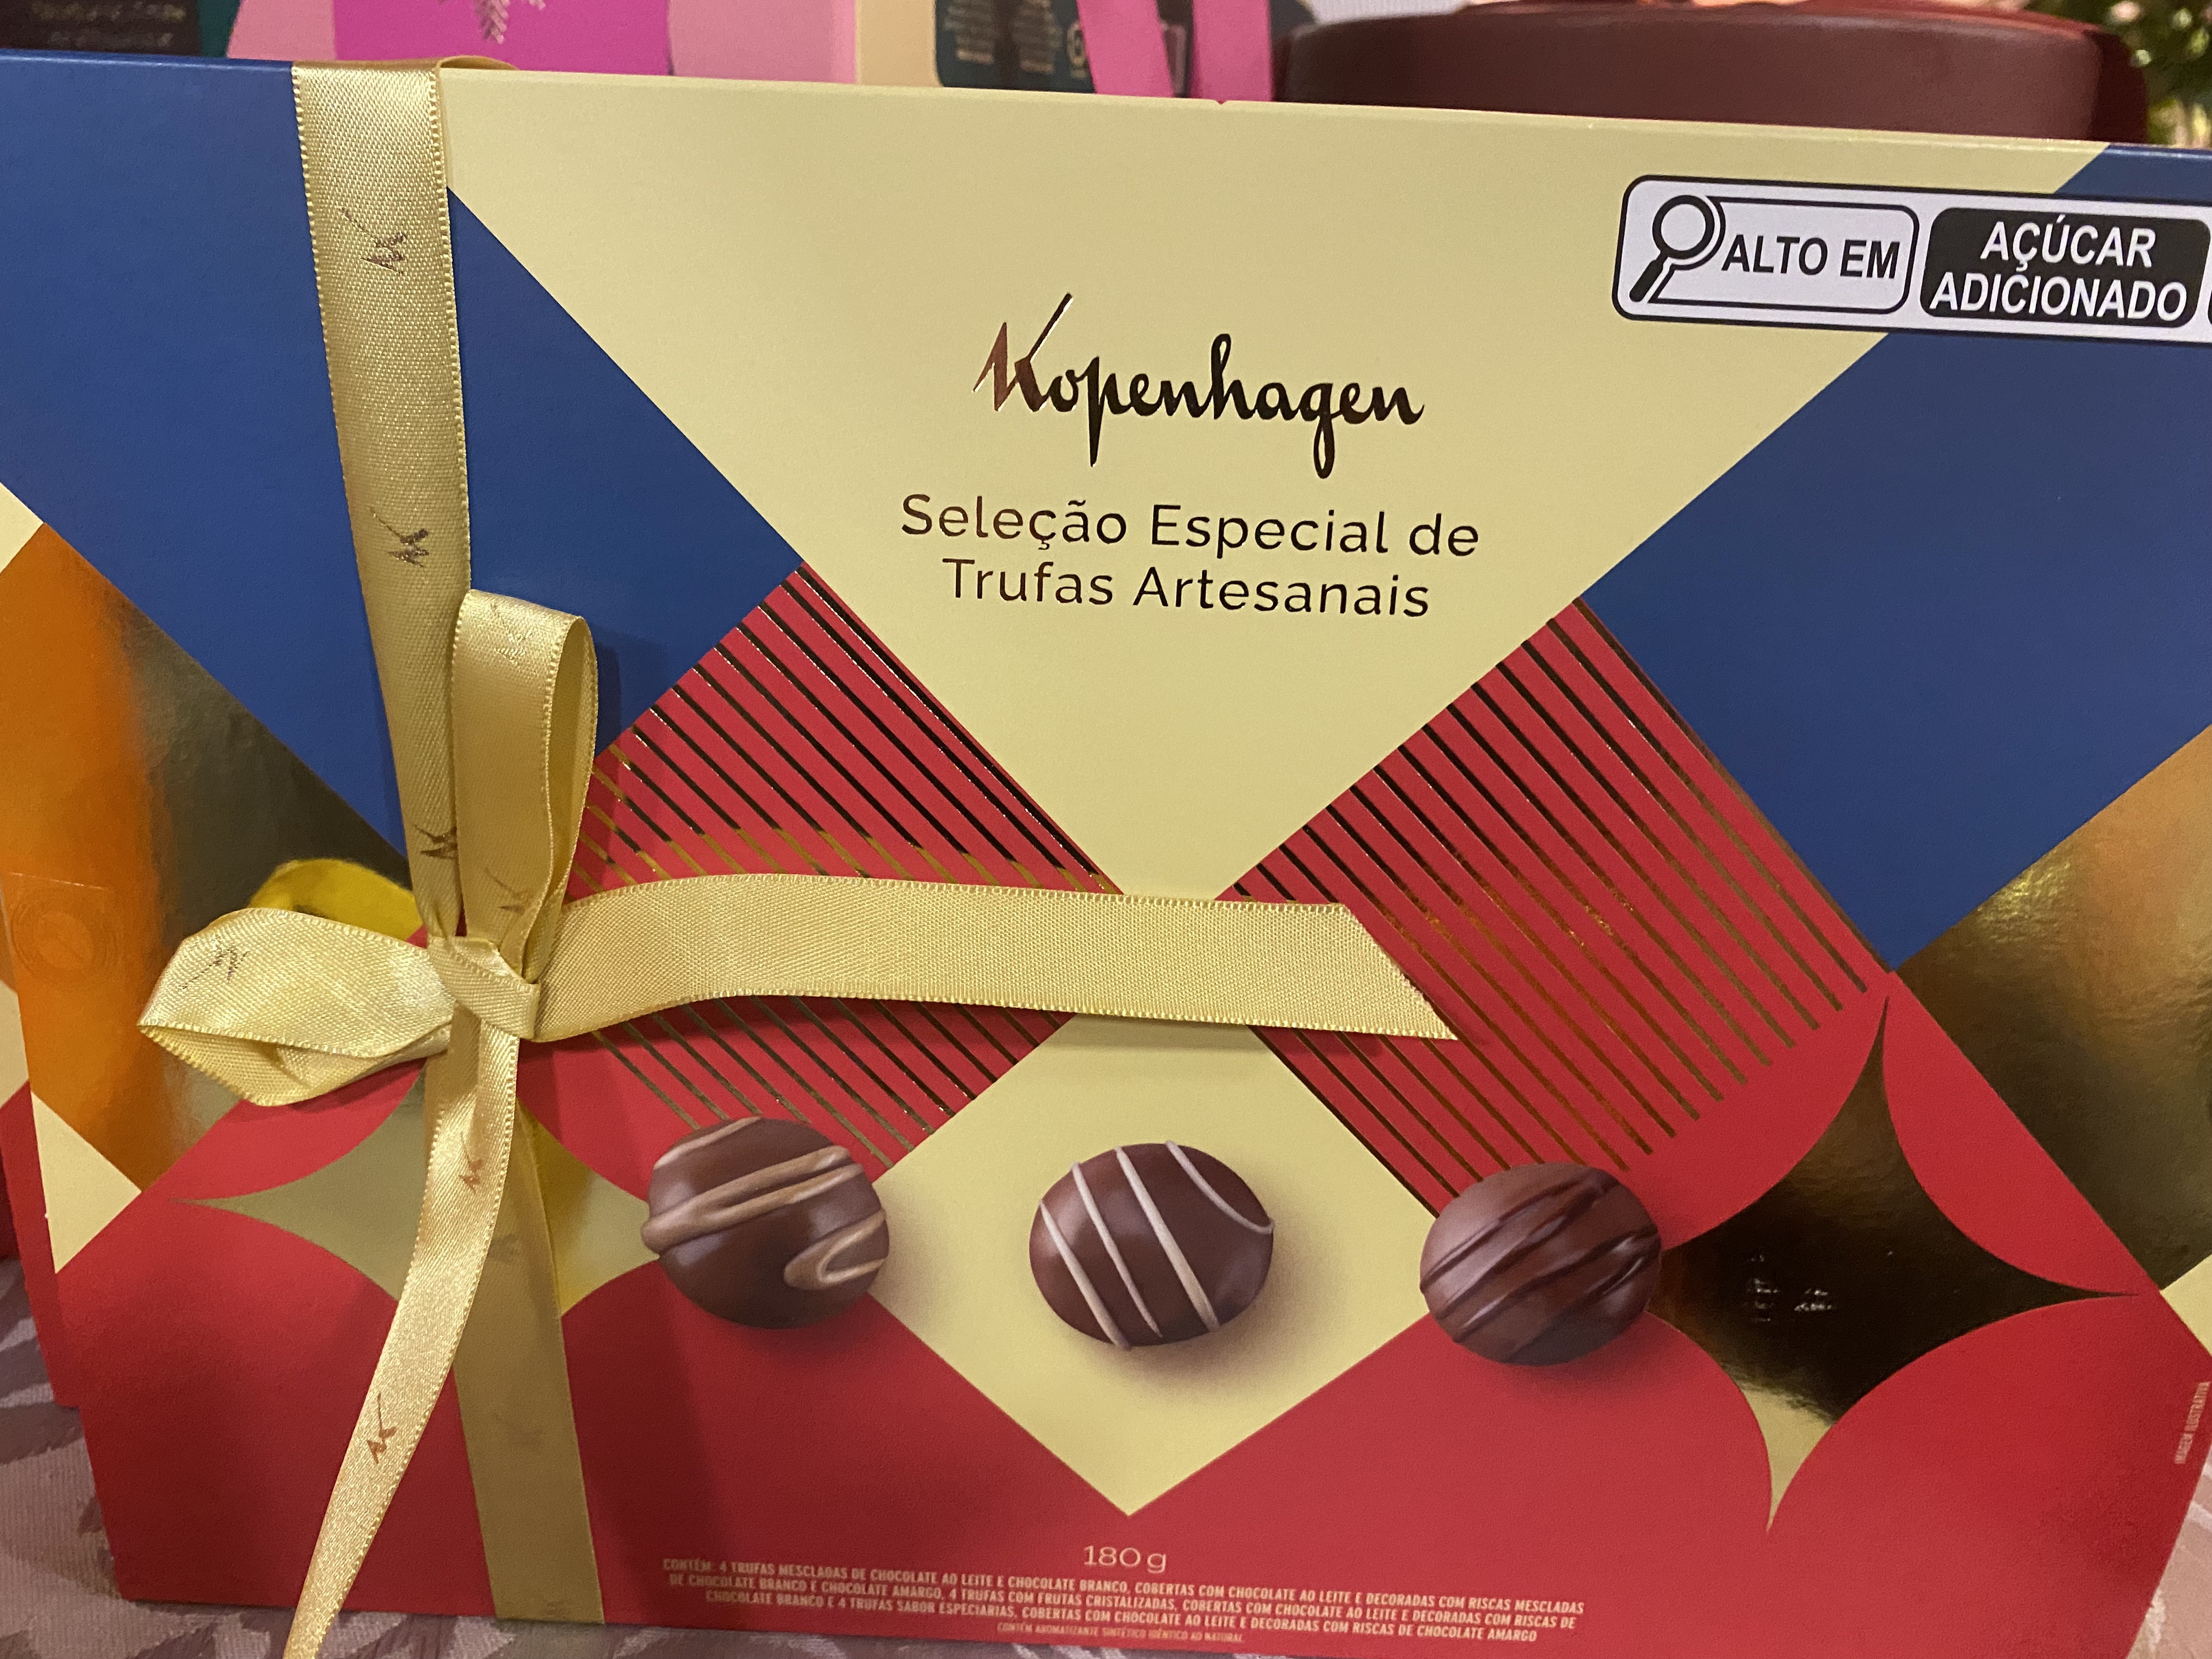 ALTO EM
AÇÚCAR
ADICIONADO
Kopenhagen
Seleção Especial de
Trufas Artesanais
180 g
CONTÉM: 4 TRUFAS MESCLADAS DE CHOCOLATE AO LEITE E CHOCOLATE BRANCO, COBERTAS COM CHOCOLATE AO LEITE E DECORADAS COM RISCAS MESCLADAS
DE CHOCOLATE BRANCO E CHOCOLATE AMARGO, 4 TRUFAS COM FRUTAS CRISTALIZADAS, COBERTAS COM CHOCOLATE AO LEITE E DECORADAS COM RISCAS DE
CHOCOLATE BRANCO E 4 TRUFAS SABOR ESPECIARIAS, COBERTAS COM CHOCOLATE AO LEITE E DECORADAS COM RISCAS DE CHOCOLATE AMARGO
CONTÉM AROMATIZANTE SINTÉTICO IDÊNTICO AO NATURAL.
IMAGEM ILUSTRATIVA